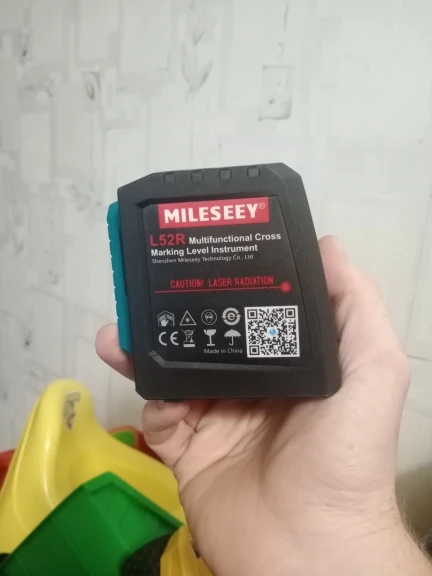 MILESEEY®
L52R Multifunctional Cross
Marking Level Instrument
Shenzhen Mileseey Technology Co., Ltd.
CAUTION! LASER RADIATION
CE
Made in China